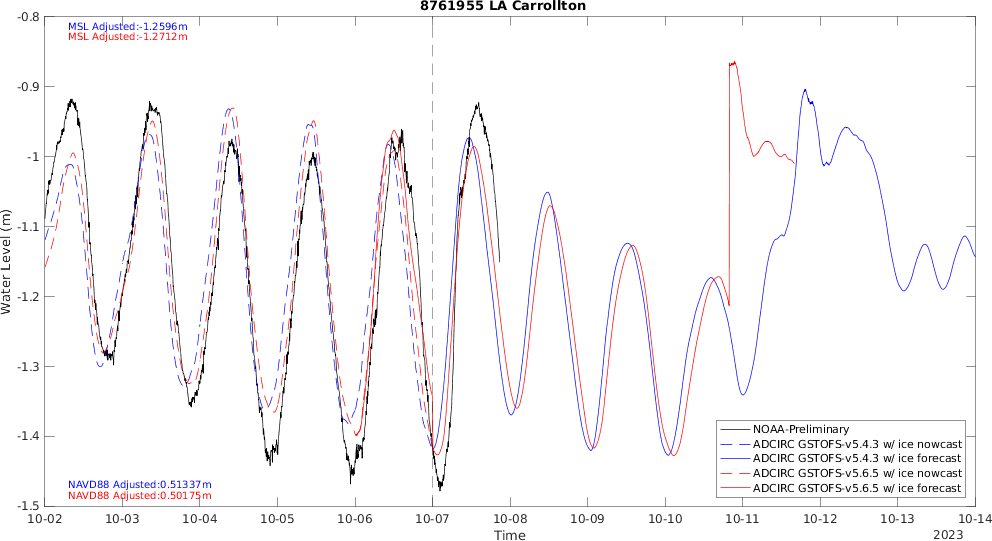 8761955 LA Carrollton
MSL Adjusted:-1.2596m
MSL Adjusted:-1.2712m
-0.8
-0.9
-1
-1.1
-1.2
-1.3
-1.4
-1.5
Water Level (m)
NOAA-Preliminary
ADCIRC GSTOFS-v5.4.3 w/ ice nowcast
ADCIRC GSTOFS-v5.4.3 w/ ice forecast
ADCIRC GSTOFS-v5.6.5 w/ ice nowcast
ADCIRC GSTOFS-v5.6.5 w/ ice forecast
NAVD88 Adjusted:0.51337m
NAVD88 Adjusted:0.50175m
10-02 10-03 10-04 10-05 10-06 10-07 10-08 10-09 10-10 10-11 10-12 10-13 10-14
Time
2023